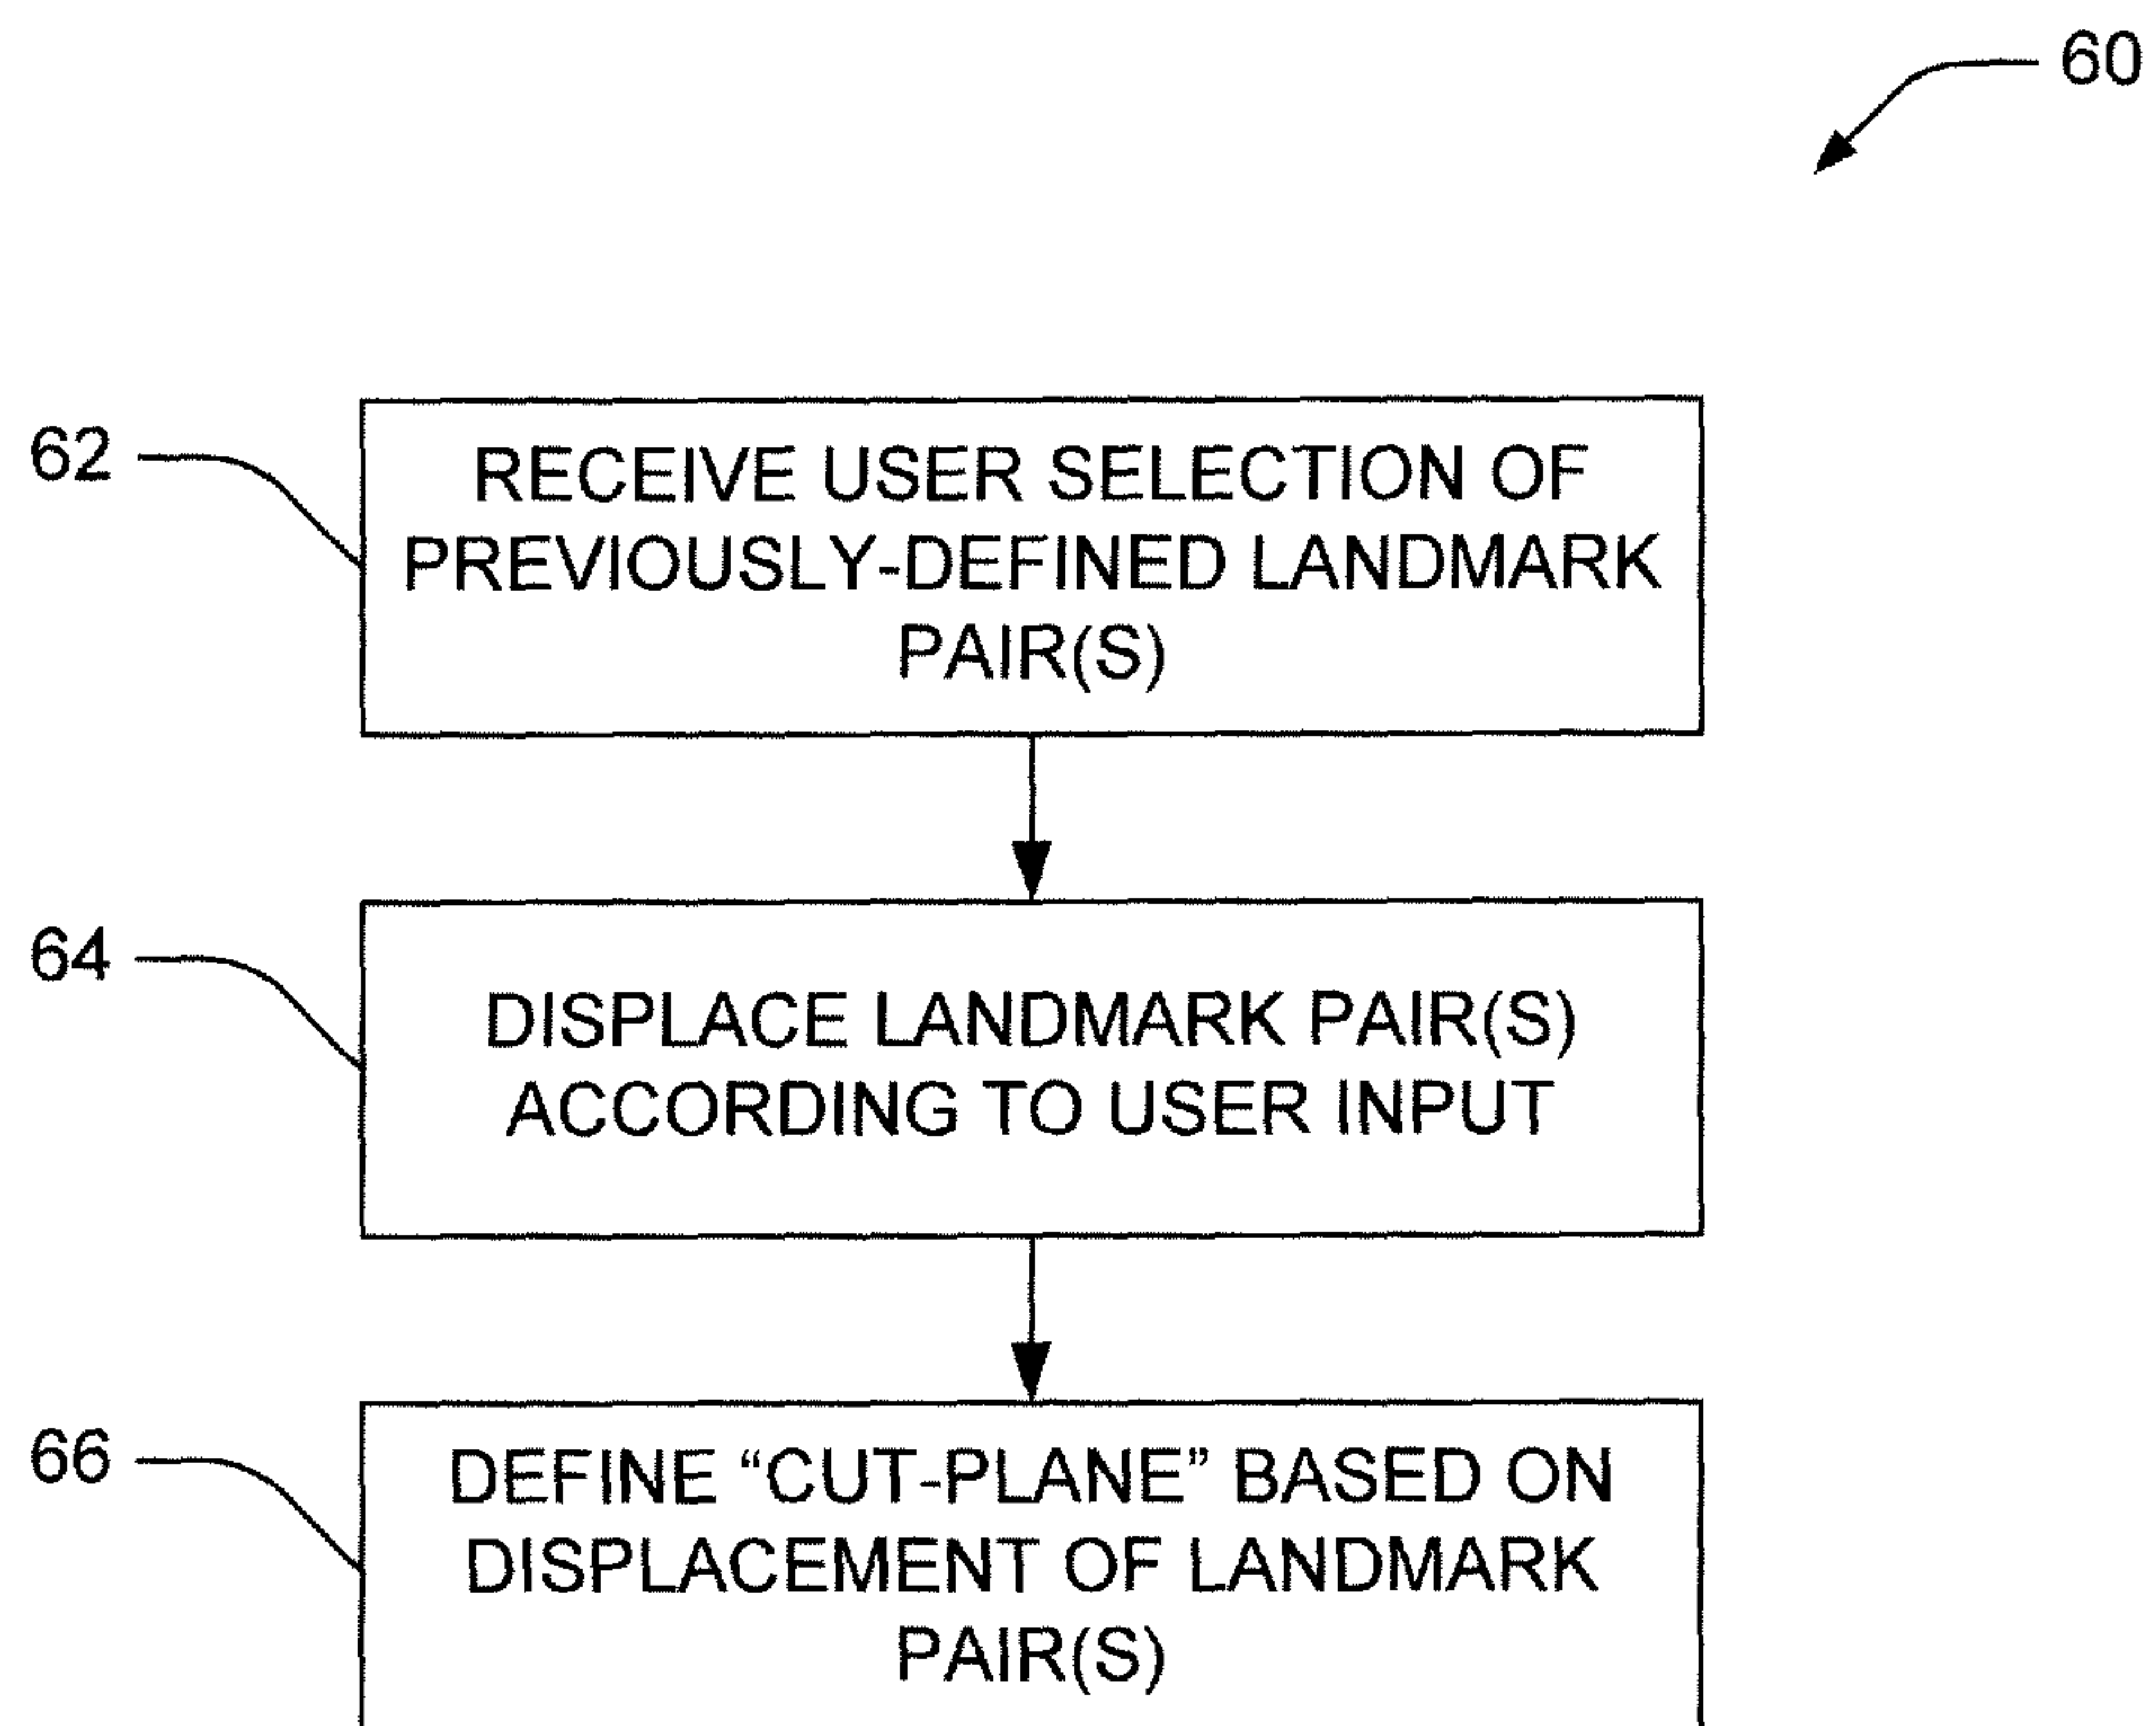 60
62
RECEIVE USER SELECTION OF
PREVIOUSLY-DEFINED LANDMARK
PAIR(S)
64
DISPLACE LANDMARK PAIR(S)
ACCORDING TO USER INPUT
66
DEFINE “CUT-PLANE” BASED ON
DISPLACEMENT OF LANDMARK
PAIR(S)